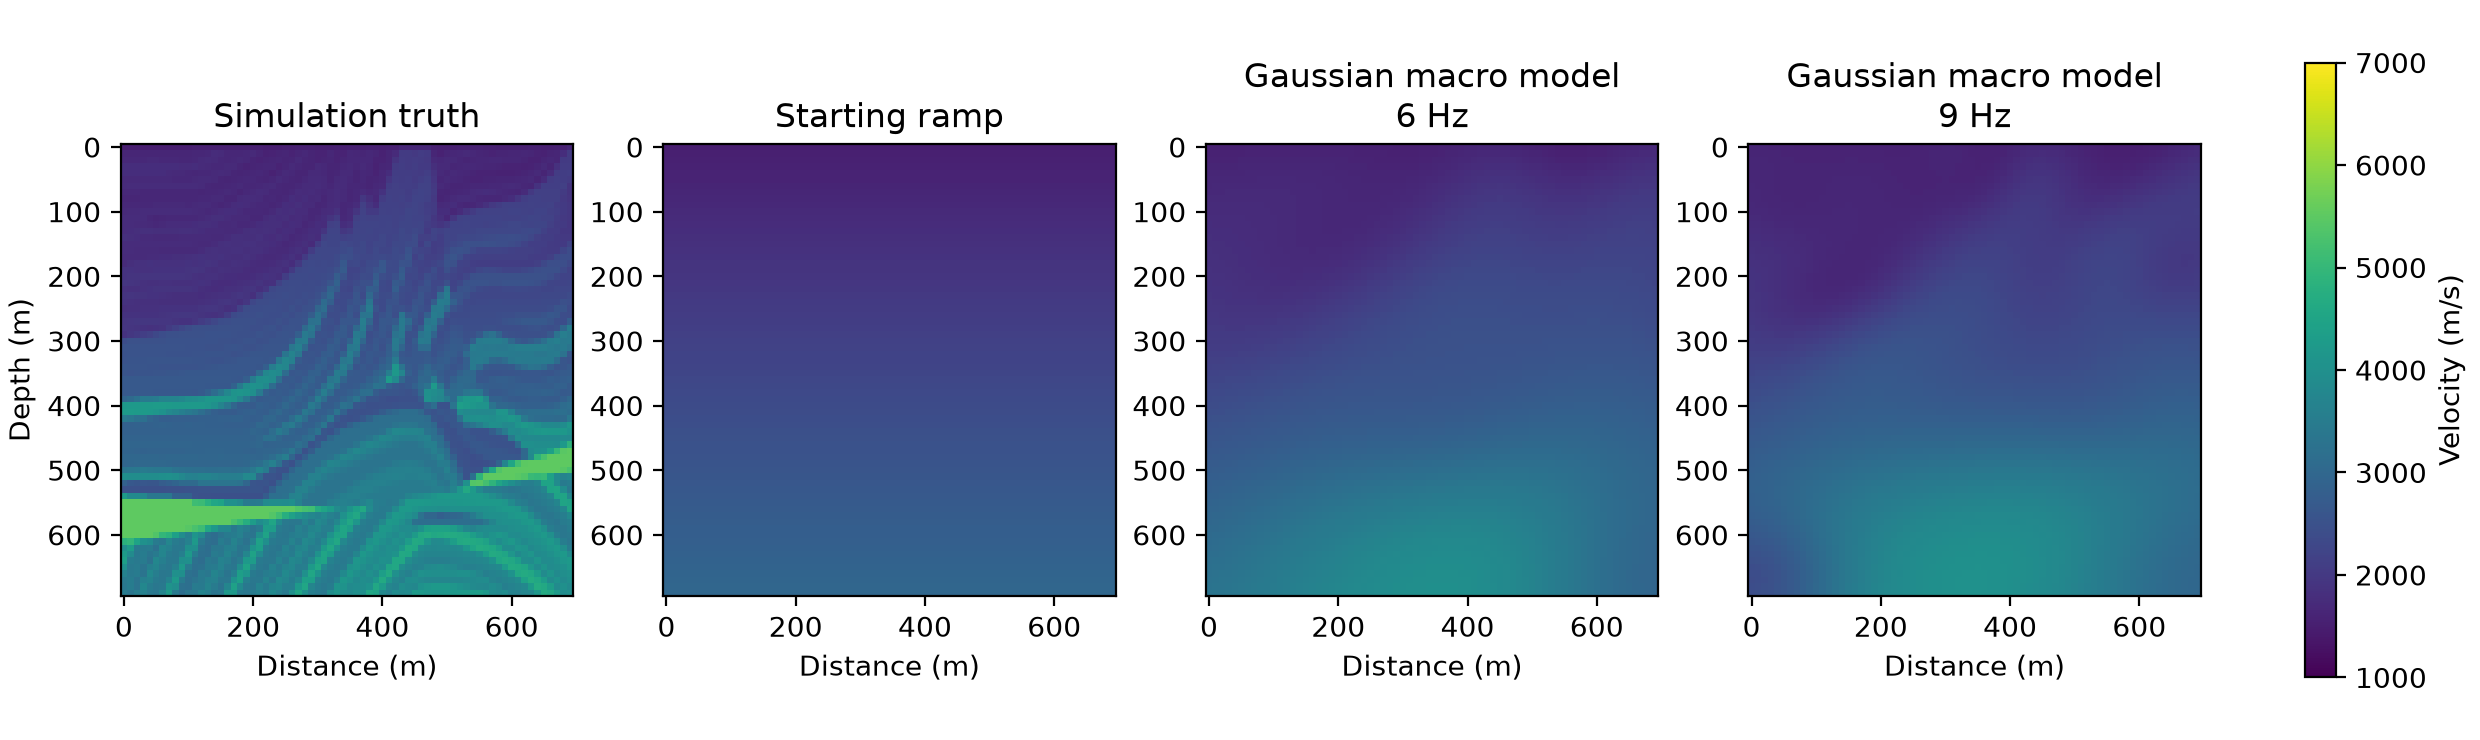 Simulation truth
Starting ramp
Gaussian macro model
6 Hz
Gaussian macro model
9 Hz
Depth (m)
0
100
200
300
400
500
600
0 200 400 600
Distance (m)
0
100
200
300
400
500
600
0 200 400 600
Distance (m)
0
100
200
300
400
500
600
0 200 400 600
Distance (m)
0
100
200
300
400
500
600
0 200 400 600
Distance (m)
7000
6000
5000
4000
3000
2000
1000
Velocity (m/s)